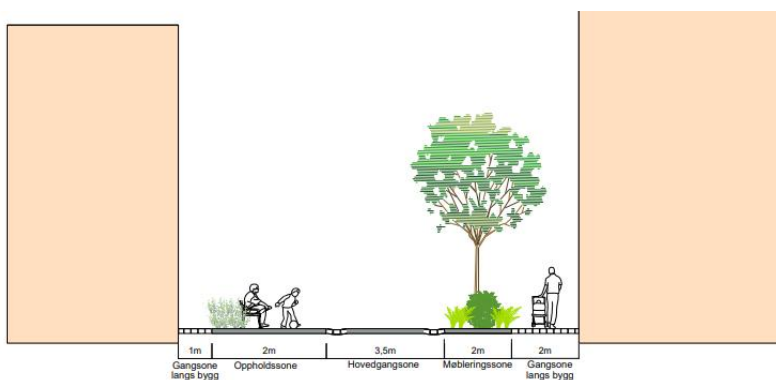 1m 2m 3,5m 2m 2m
Gangsone langs bygg
Oppholdssone
Hovedgangsone
Møbleringssone
Gangsone langs bygg